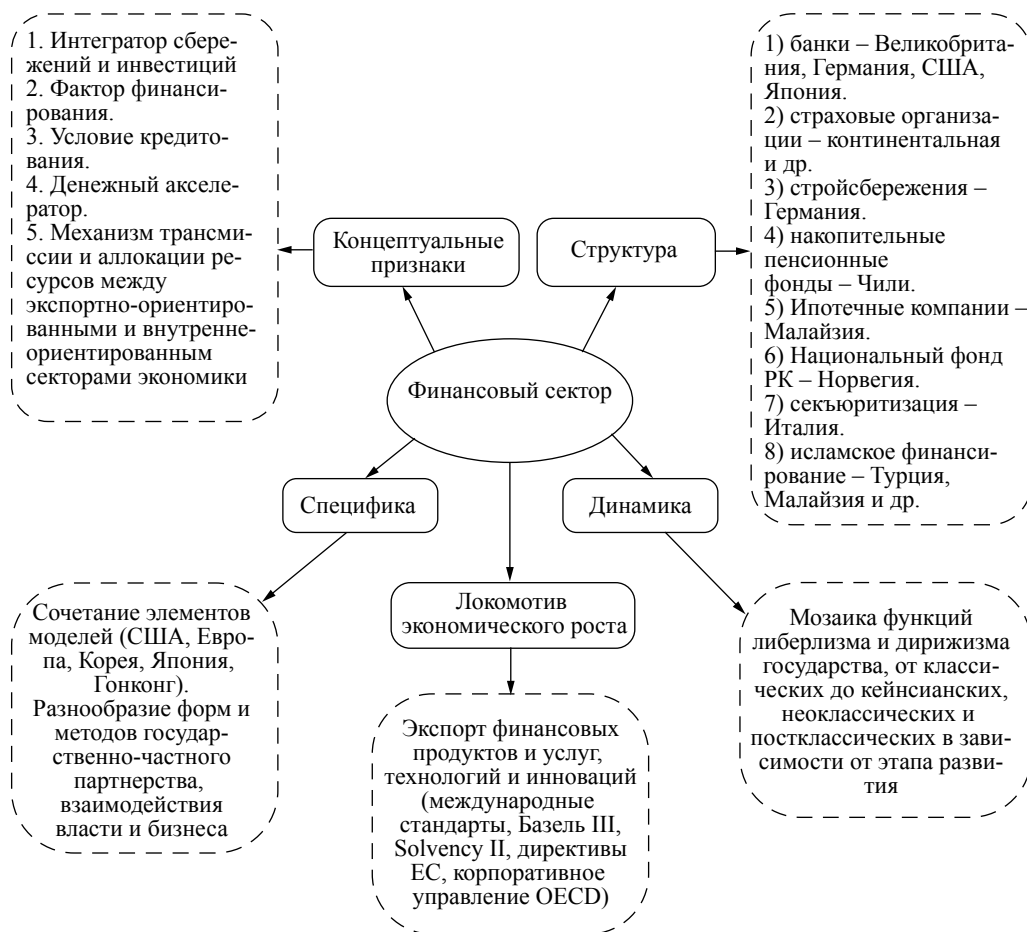 1. Интегратор сбере-
жений и инвестиций
2. Фактор финанси-
рования.
3. Условие кредито-
вания.
4. Денежный акселе-
ратор.
5. Механизм трансмис-
сии и аллокации ре-
сурсов между
экспортно-ориентиро-
ванными и внутренне-
ориентированным
секторами экономики
Концептуальные
признаки
Структура
1) банки – Великобрита-
ния, Германия, США,
Япония.
2) страховые организа-
ции – континентальная
и др.
3) стройсбережения –
Германия.
4) накопительные
пенсионные
фонды – Чили.
5) Ипотечные компании –
Малайзия.
6) Национальный фонд
РК – Норвегия.
7) секъюритизация –
Италия.
8) исламское финанси-
рование – Турция,
Малайзия и др.
Финансовый сектор
Специфика
Динамика
Локомотив
экономического роста
Сочетание элементов
моделей (США, Евро-
па, Корея, Япония,
Гонконг).
Разнообразие форм и
методов государ-
ственно-частного
партнерства,
взаимодействия
власти и бизнеса
Экспорт финансовых
продуктов и услуг,
технологий и инноваций
(международные
стандарты, Базель III,
Solvency II, директивы
ЕС, корпоративное
управление OECD)
Мозаика функций
либерлизма и дирижизма
государства, от класси-
ческих до кейнсианских,
неоклассических и
постклассических в зави-
симости от этапа разви-
тия